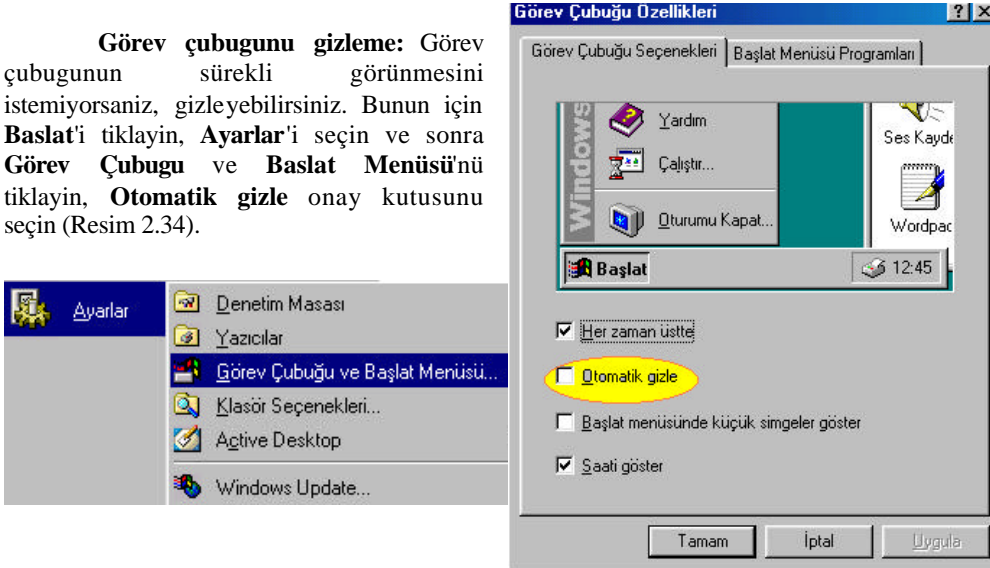 Görev çubugunu gizleme: Görev
çubugunun sürekli görünmesini
istemiyorsaniz, gizleyebilirsiniz. Bunun için
Baslat'i tiklayin, Ayarlar'i seçin ve sonra
Görev Çubugu ve Baslat Menüsü'nü
tiklayin, Otomatik gizle onay kutusunu
seçin (Resim 2.34).
Ayarlar
Denetim Masası
Yazıcılar
Görev Çubuğu ve Başlat Menüsü...
Klasör Seçenekleri...
Active Desktop
Windows Update...
Görev Çubuğu Özellikleri
Görev Çubuğu Seçenekleri
Başlat Menüsü Programları
Windows
Yardım
Çalıştır...
Oturumu Kapat...
Ses Kayde
Wordpad
Başlat
12:45
Her zaman üstte
Otomatik gizle
Başlat menüsünde küçük simgeler göster
Saati göster
Tamam
İptal
Uygula